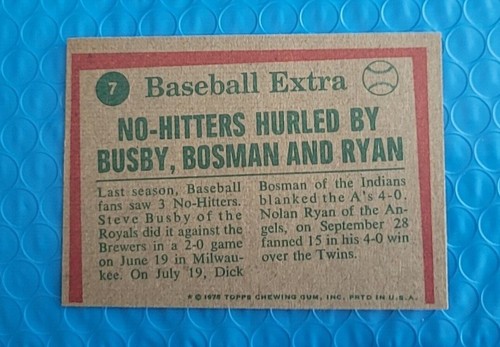 7 Baseball Extra
NO-HITTERS HURLED BY
BUSBY, BOSMAN AND RYAN
Last season, Baseball
fans saw 3 No-Hitters.
Steve Busby of the
Royals did it against the
Brewers in a 2-0 game
on June 19 in Milwau-
kee. On July 19, Dick
Bosman of the Indians
blanked the A's 4-0.
Nolan Ryan of the An-
gels, on September 28
fanned 15 in his 4-0 win
over the Twins.
© 1975 TOPPS CHEWING GUM, INC. PRTD IN U.S.A.